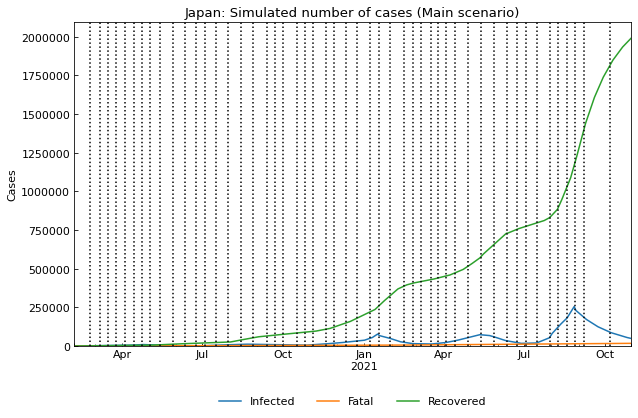 Japan: Simulated number of cases (Main scenario)
2000000
1750000
1500000
1250000
1000000
750000
500000
250000
0
Cases
Apr Jul Oct Jan Apr Jul Oct
2021
Infected Fatal Recovered